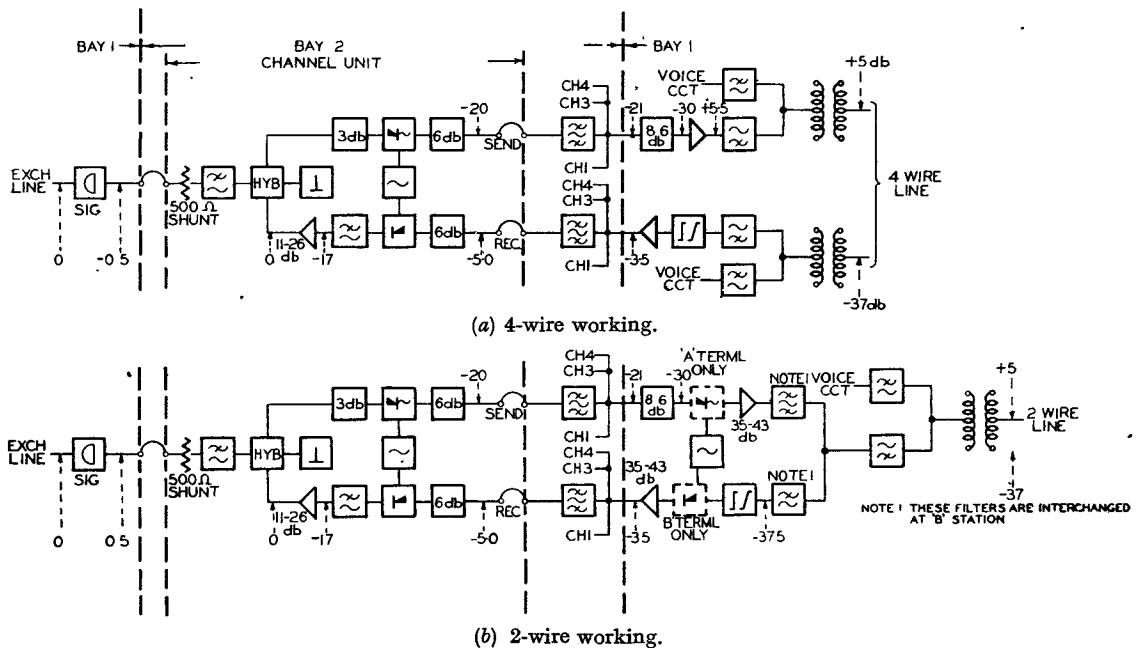 BAY 1
BAY 2
CHANNEL UNIT
BAY 1
EXCH
LINE
SIG
500 Ω
SHUNT
HYB
3db
6db
-20
SEND
CH4
CH3
CH1
-21
8,6
db
-30
+5·5
VOICE
CCT
+5db
4 WIRE
LINE
0
-0 5
0
11-26
db
-17
6db
-5·0
REC
CH4
CH3
CH1
-35
VOICE
CCT
-37db
(a) 4-wire working.
EXCH
LINE
SIG
500 Ω
SHUNT
HYB
3db
6db
-20
SEND
CH4
CH3
CH1
-21
8 6
db
-30
'A' TERML
ONLY
35-43
db
NOTE 1
VOICE
CCT
+5
2 WIRE
LINE
0
0 5
0
11-26
db
-17
6db
-5·0
REC
CH4
CH3
CH1
35-43
db
-35
'B' TERML
ONLY
-375
NOTE 1
-37
NOTE 1 THESE FILTERS ARE INTERCHANGED
AT 'B' STATION
(b) 2-wire working.